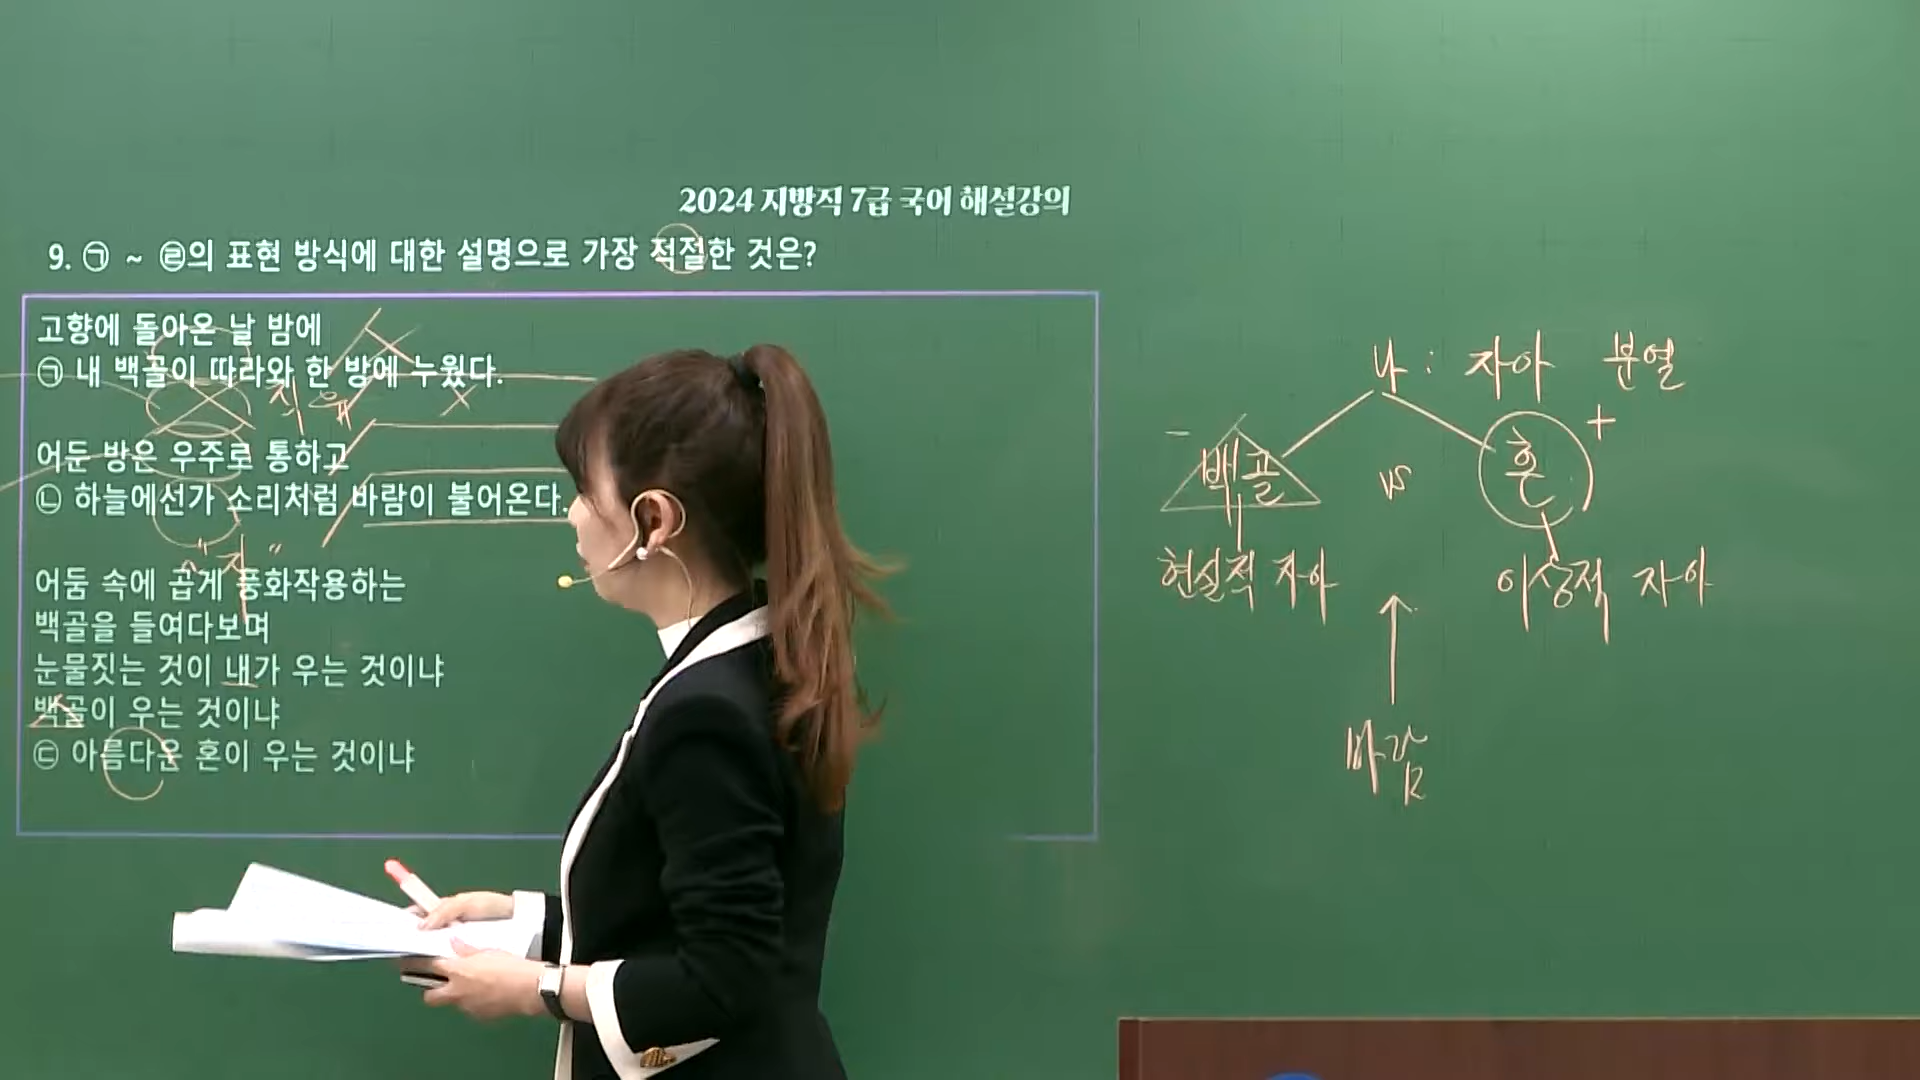 2024 지방직 7급 국어 해설강의
9. ㉠ ~ ㉣의 표현 방식에 대한 설명으로 가장 적절한 것은?
고향에 돌아온 날 밤에
㉠ 내 백골이 따라와 한 방에 누웠다.
어둔 방은 우주로 통하고
㉡ 하늘에선가 소리처럼 바람이 불어온다.
어둠 속에 곱게 풍화작용하는
백골을 들여다보며
눈물짓는 것이 내가 우는 것이냐
백골이 우는 것이냐
㉢ 아름다운 혼이 우는 것이냐
나 : 자아 분열
백골 vs 혼
현실적 자아 이상적 자아
바람